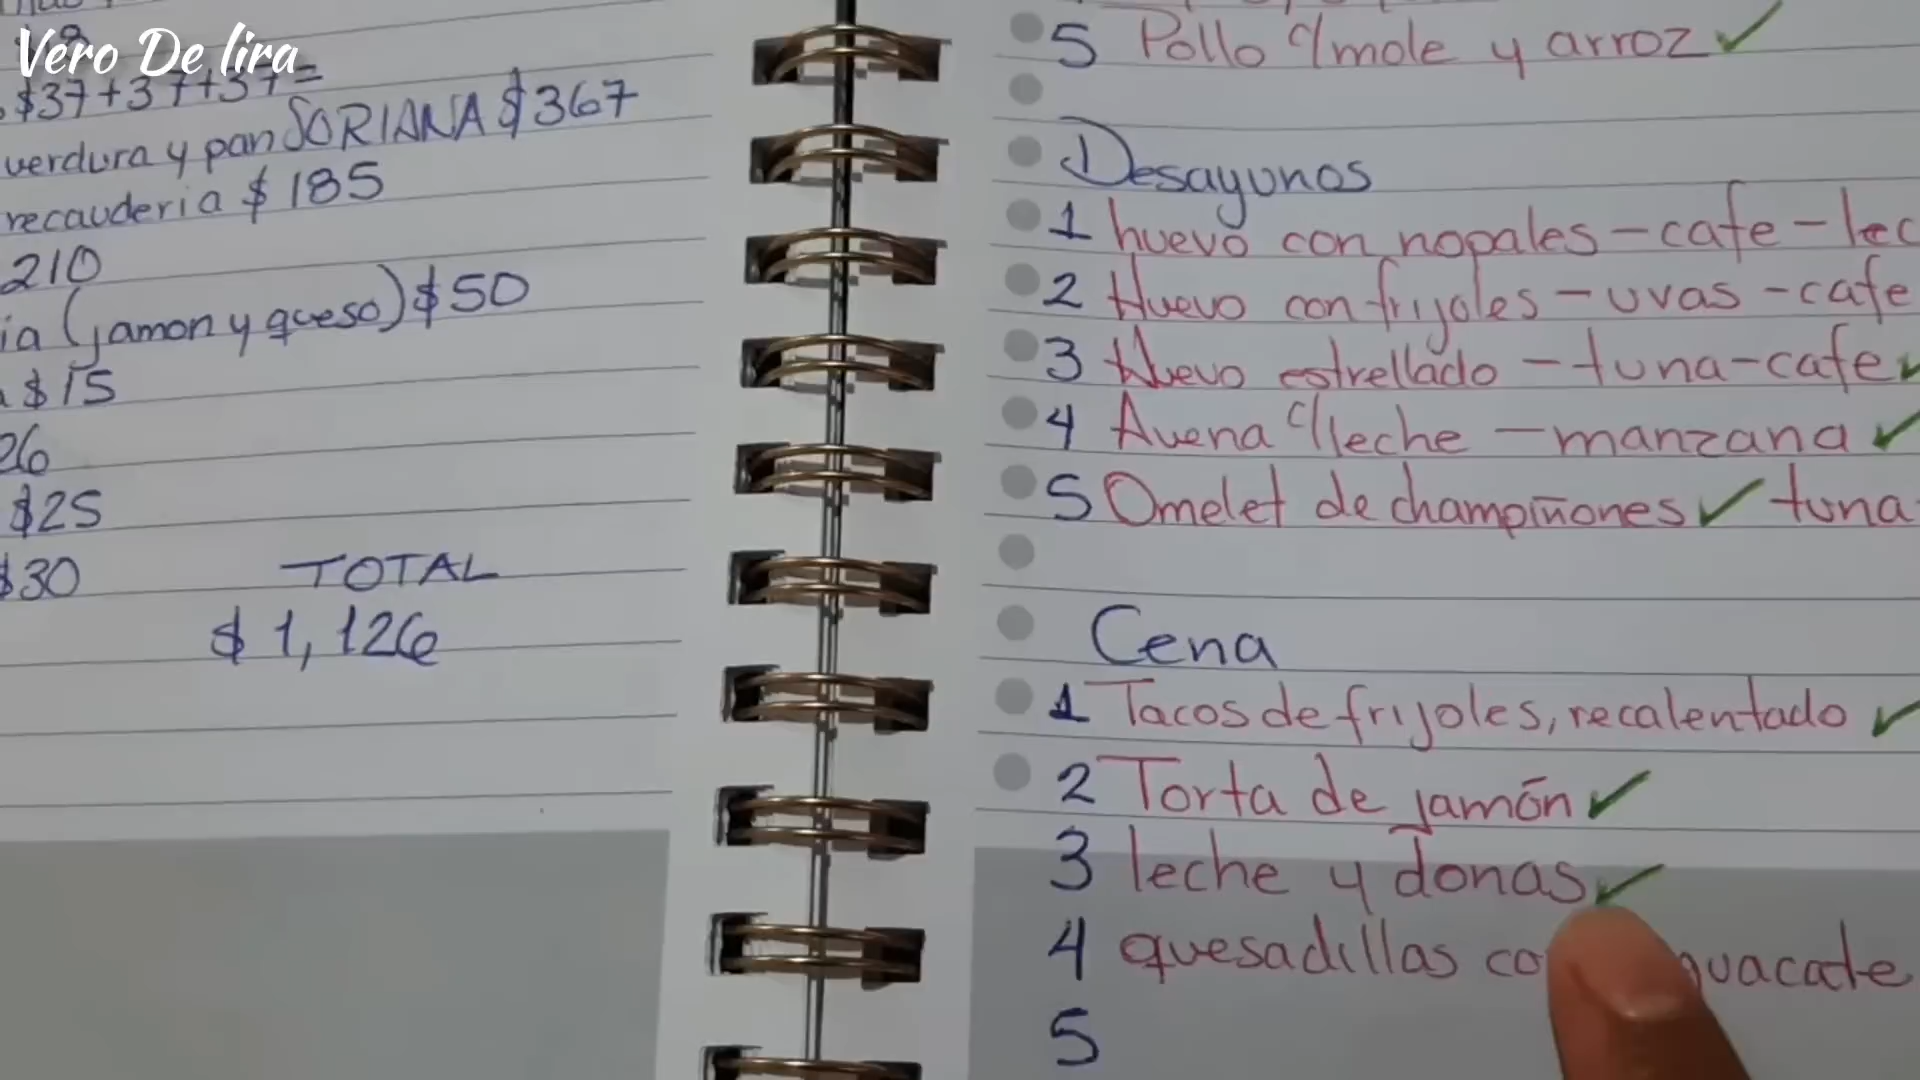 Vero De lira
$37+37+37=
verdura y pan SORIANA $367
recauderia $185
210
(jamon y queso) $50
$15
26
$25
$30
TOTAL
$1,126
5 Pollo c/mole y arroz ✓
Desayunos
1 huevo con nopales - cafe - lec
2 Huevo con frijoles - uvas - cafe
3 Huevo estrellado - tuna - cafe ✓
4 Avena c/leche - manzana ✓
5 Omelet de champiñones ✓ tuna
Cena
1 Tacos de frijoles, recalentado ✓
2 Torta de jamón ✓
3 leche y donas ✓
4 quesadillas co guacate
5